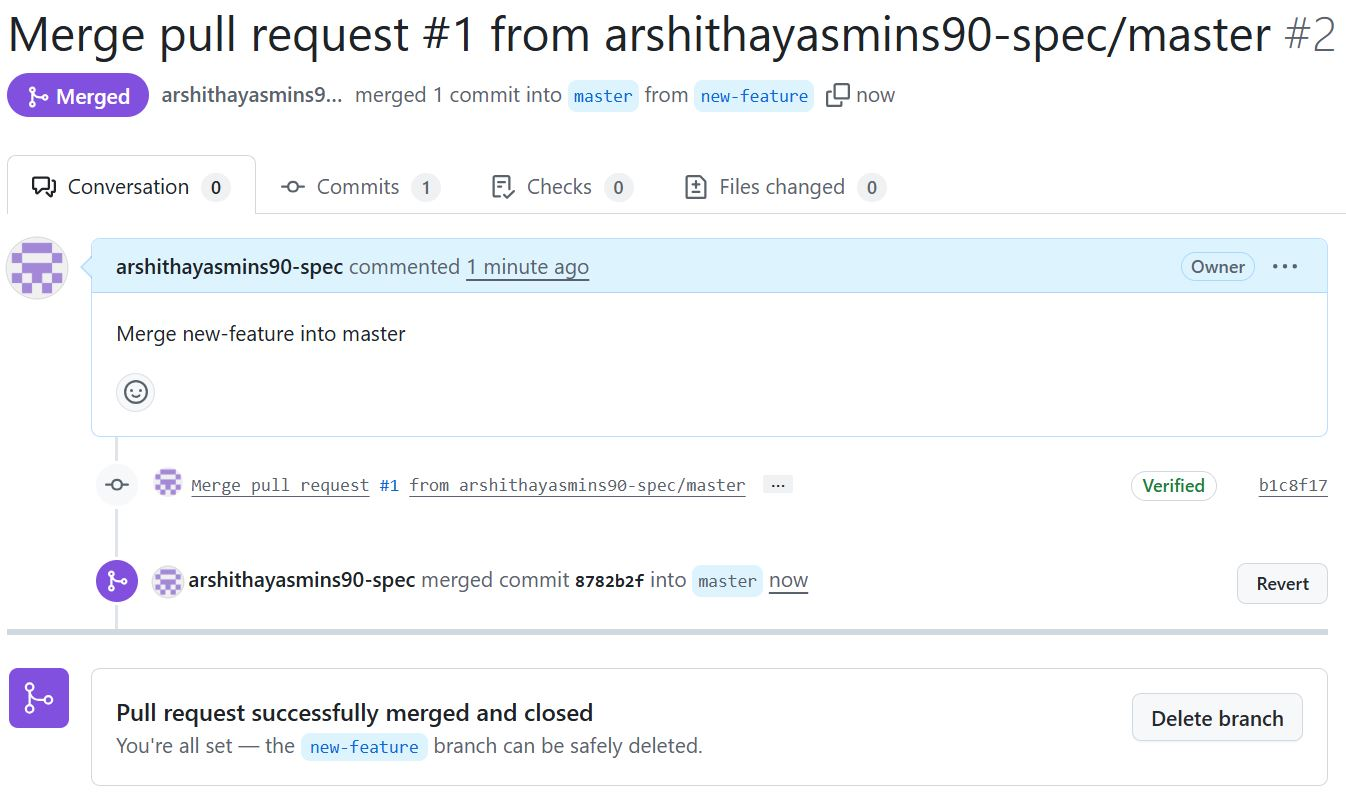 Merge pull request #1 from arshithayasmins90-spec/master #2
Merged arshithayasmins9... merged 1 commit into master from new-feature now
Conversation 0 Commits 1 Checks 0 Files changed 0
arshithayasmins90-spec commented 1 minute ago Owner ...
Merge new-feature into master
Merge pull request #1 from arshithayasmins90-spec/master ... Verified b1c8f17
arshithayasmins90-spec merged commit 8782b2f into master now Revert
Pull request successfully merged and closed
You're all set — the new-feature branch can be safely deleted.
Delete branch